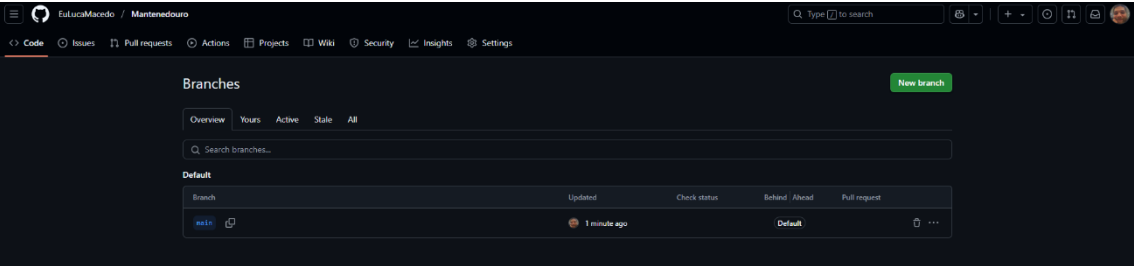 EuLucaMacedo / Mantenedouro
Type / to search
Code Issues Pull requests Actions Projects Wiki Security Insights Settings
Branches
New branch
Overview Yours Active Stale All
Search branches...
Default
Branch Updated Check status Behind Ahead Pull request
main 1 minute ago Default